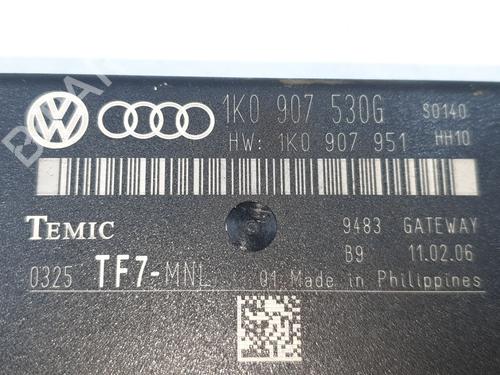 1K0 907 530G S0140
HW: 1K0 907 951 HH10
TEMIC 9483 GATEWAY
B9 11.02.06
0325 TF7-MNL Q1 Made in Philippines